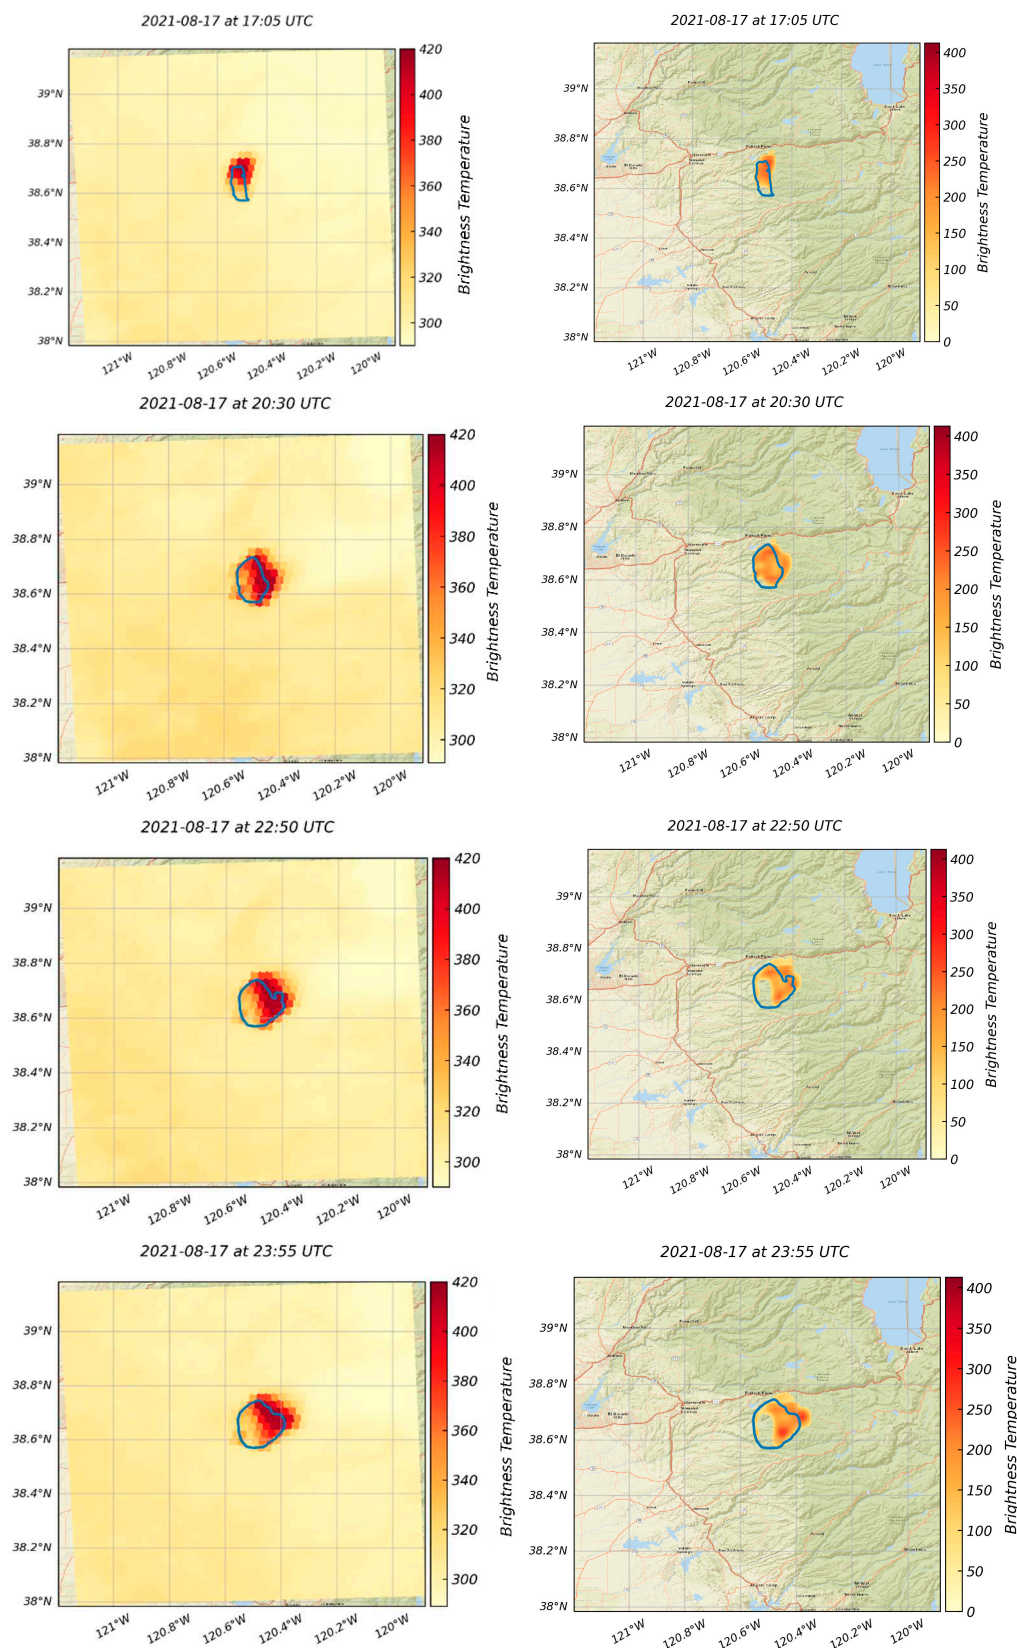 2021-08-17 at 17:05 UTC
39°N
38.8°N
38.6°N
38.4°N
38.2°N
38°N
121°W
120.8°W
120.6°W
120.4°W
120.2°W
120°W
420
400
380
360
340
320
300
Brightness Temperature
2021-08-17 at 17:05 UTC
39°N
38.8°N
38.6°N
38.4°N
38.2°N
38°N
121°W
120.8°W
120.6°W
120.4°W
120.2°W
120°W
400
350
300
250
200
150
100
50
0
Brightness Temperature
2021-08-17 at 20:30 UTC
39°N
38.8°N
38.6°N
38.4°N
38.2°N
38°N
121°W
120.8°W
120.6°W
120.4°W
120.2°W
120°W
420
400
380
360
340
320
300
Brightness Temperature
2021-08-17 at 20:30 UTC
39°N
38.8°N
38.6°N
38.4°N
38.2°N
38°N
121°W
120.8°W
120.6°W
120.4°W
120.2°W
120°W
400
350
300
250
200
150
100
50
0
Brightness Temperature
2021-08-17 at 22:50 UTC
39°N
38.8°N
38.6°N
38.4°N
38.2°N
38°N
121°W
120.8°W
120.6°W
120.4°W
120.2°W
120°W
420
400
380
360
340
320
300
Brightness Temperature
2021-08-17 at 22:50 UTC
39°N
38.8°N
38.6°N
38.4°N
38.2°N
38°N
121°W
120.8°W
120.6°W
120.4°W
120.2°W
120°W
400
350
300
250
200
150
100
50
0
Brightness Temperature
2021-08-17 at 23:55 UTC
39°N
38.8°N
38.6°N
38.4°N
38.2°N
38°N
121°W
120.8°W
120.6°W
120.4°W
120.2°W
120°W
420
400
380
360
340
320
300
Brightness Temperature
2021-08-17 at 23:55 UTC
39°N
38.8°N
38.6°N
38.4°N
38.2°N
38°N
121°W
120.8°W
120.6°W
120.4°W
120.2°W
120°W
400
350
300
250
200
150
100
50
0
Brightness Temperature